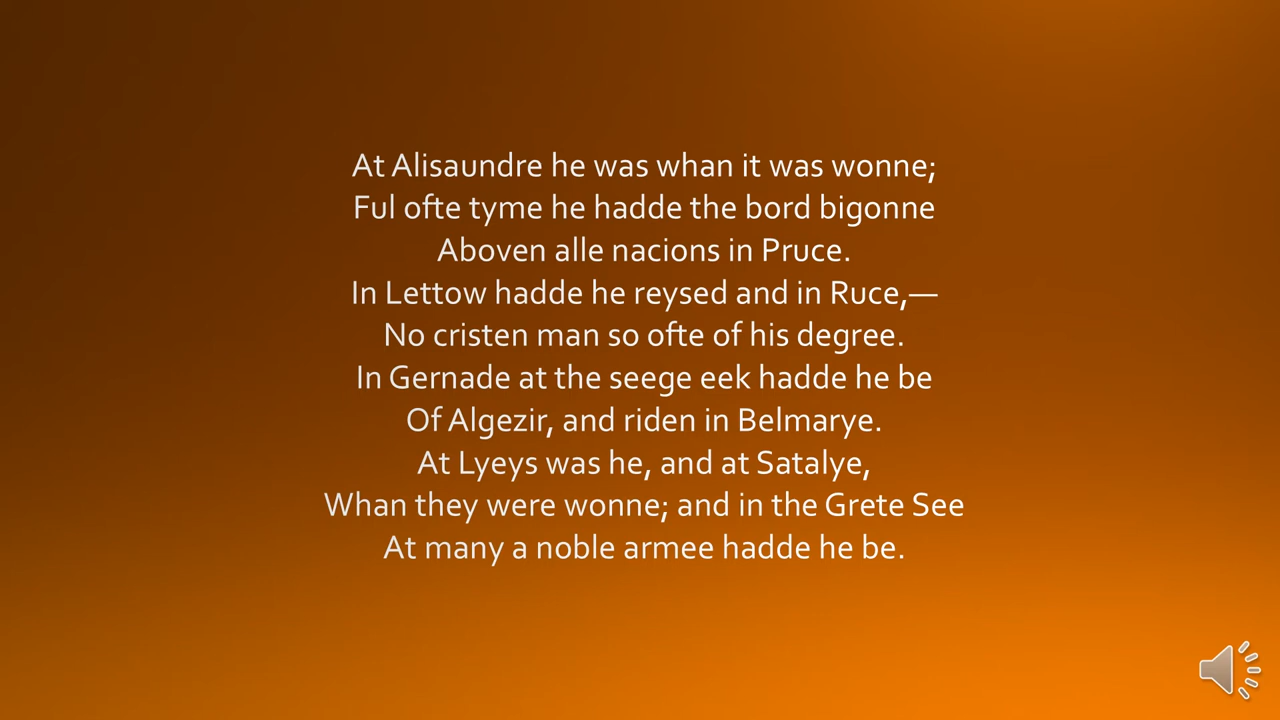 At Alisaundre he was whan it was wonne;
Ful ofte tyme he hadde the bord bigonne
Aboven alle nacions in Pruce.
In Lettow hadde he reysed and in Ruce,—
No cristen man so ofte of his degree.
In Gernade at the seege eek hadde he be
Of Algezir, and riden in Belmarye.
At Lyeys was he, and at Satalye,
Whan they were wonne; and in the Grete See
At many a noble armee hadde he be.